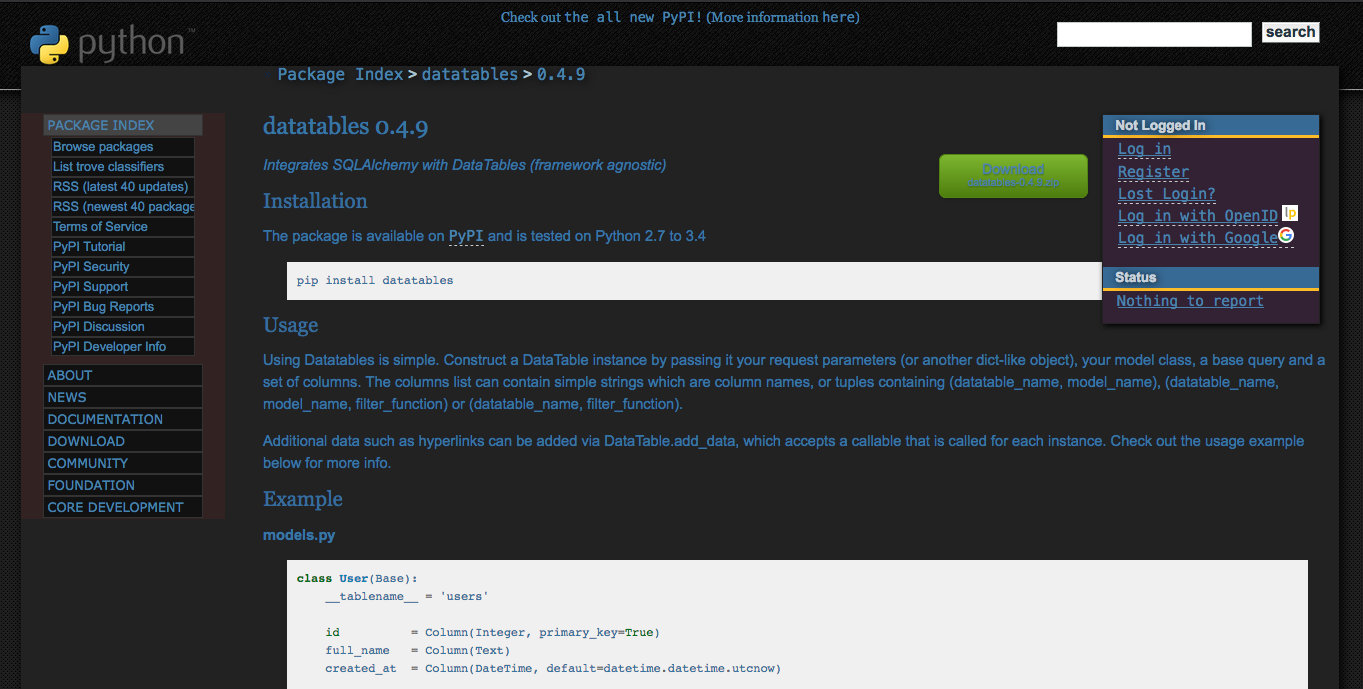 Check out the all new PyPI! (More information here)
python™
search
Package Index > datatables > 0.4.9
PACKAGE INDEX
Browse packages
List trove classifiers
RSS (latest 40 updates)
RSS (newest 40 package
Terms of Service
PyPI Tutorial
PyPI Security
PyPI Support
PyPI Bug Reports
PyPI Discussion
PyPI Developer Info
ABOUT
NEWS
DOCUMENTATION
DOWNLOAD
COMMUNITY
FOUNDATION
CORE DEVELOPMENT
datatables 0.4.9
Integrates SQLAlchemy with DataTables (framework agnostic)
Download
datatables-0.4.9.zip
Not Logged In
Log in
Register
Lost Login?
Log in with OpenID lp
Log in with Google G
Status
Nothing to report
Installation
The package is available on PyPI and is tested on Python 2.7 to 3.4
pip install datatables
Usage
Using Datatables is simple. Construct a DataTable instance by passing it your request parameters (or another dict-like object), your model class, a base query and a
set of columns. The columns list can contain simple strings which are column names, or tuples containing (datatable_name, model_name), (datatable_name,
model_name, filter_function) or (datatable_name, filter_function).
Additional data such as hyperlinks can be added via DataTable.add_data, which accepts a callable that is called for each instance. Check out the usage example
below for more info.
Example
models.py
class User(Base):
    __tablename__ = 'users'
    id          = Column(Integer, primary_key=True)
    full_name   = Column(Text)
    created_at  = Column(DateTime, default=datetime.datetime.utcnow)